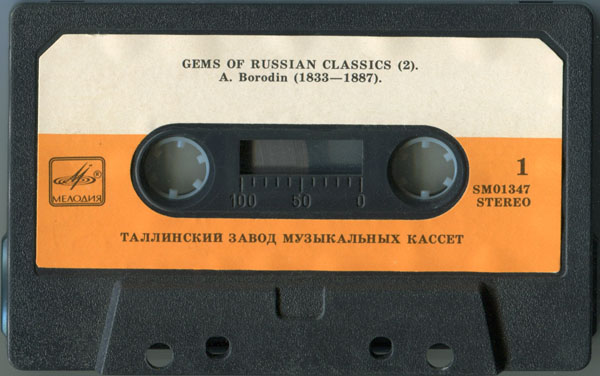 GEMS OF RUSSIAN CLASSICS (2).
A. Borodin (1833—1887).
МЕЛОДИЯ
®
1
SM01347
STEREO
100 50 0
ТАЛЛИНСКИЙ ЗАВОД МУЗЫКАЛЬНЫХ КАССЕТ